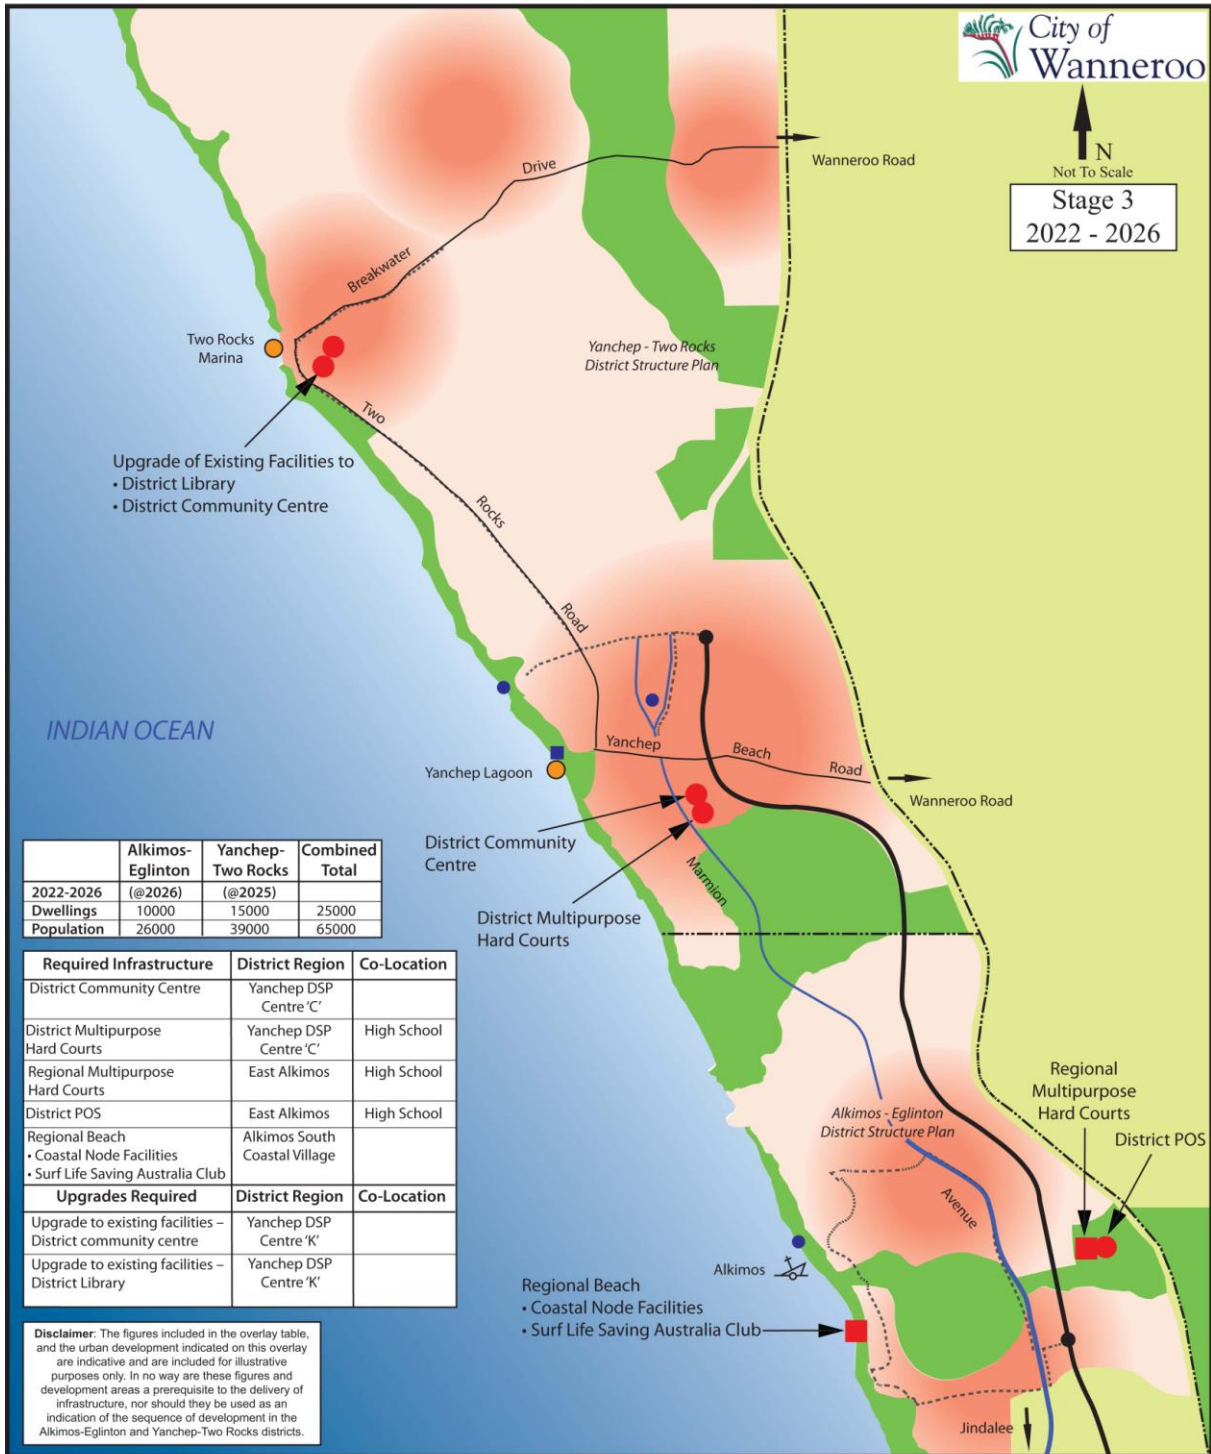 City of
Wanneroo
N
Not To Scale
Stage 3
2022 - 2026
Wanneroo Road
Drive
Breakwater
Two Rocks
Marina
Yanchep - Two Rocks
District Structure Plan
Two
Rocks
Road
Upgrade of Existing Facilities to
• District Library
• District Community Centre
INDIAN OCEAN
Yanchep
Beach
Road
Yanchep Lagoon
Wanneroo Road
District Community
Centre
Marmion
District Multipurpose
Hard Courts
Alkimos-
Eglinton
Yanchep-
Two Rocks
Combined
Total
2022-2026 (@2026) (@2025)
Dwellings 10000 15000 25000
Population 26000 39000 65000
Required Infrastructure District Region Co-Location
District Community Centre Yanchep DSP
Centre 'C'
District Multipurpose Yanchep DSP High School
Hard Courts Centre 'C'
Regional Multipurpose East Alkimos High School
Hard Courts
District POS East Alkimos High School
Regional Beach Alkimos South
• Coastal Node Facilities Coastal Village
• Surf Life Saving Australia Club
Upgrades Required District Region Co-Location
Upgrade to existing facilities – Yanchep DSP
District community centre Centre 'K'
Upgrade to existing facilities – Yanchep DSP
District Library Centre 'K'
Regional
Multipurpose
Hard Courts
District POS
Alkimos - Eglinton
District Structure Plan
Avenue
Alkimos
Regional Beach
• Coastal Node Facilities
• Surf Life Saving Australia Club
Jindalee
Disclaimer: The figures included in the overlay table,
and the urban development indicated on this overlay
are indicative and are included for illustrative
purposes only. In no way are these figures and
development areas a prerequisite to the delivery of
infrastructure, nor should they be used as an
indication of the sequence of development in the
Alkimos-Eglinton and Yanchep-Two Rocks districts.